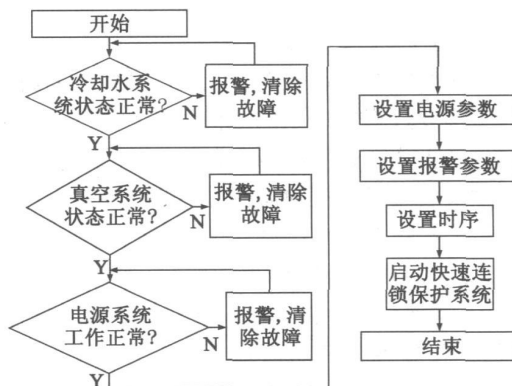 开始
冷却水系
统状态正常?
N
报警,清除
故障
Y
真空系统
状态正常?
N
报警,清除
故障
Y
电源系统
工作正常?
N
报警,清
除故障
Y
设置电源参数
设置报警参数
设置时序
启动快速连
锁保护系统
结束